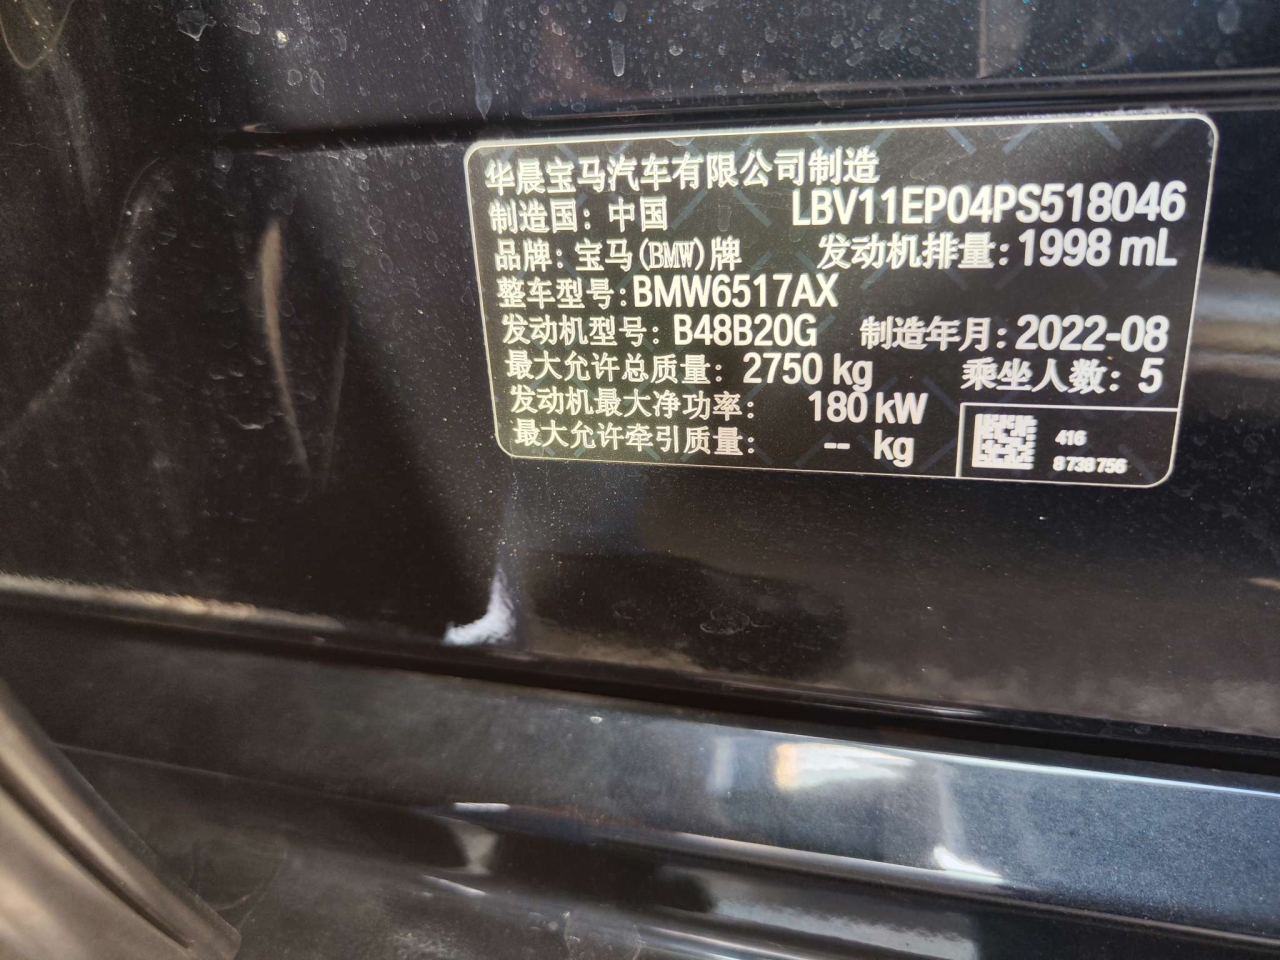 华晨宝马汽车有限公司制造
制造国：中国 LBV11EP04PS518046
品牌：宝马(BMW)牌 发动机排量：1998 mL
整车型号：BMW6517AX
发动机型号：B48B20G 制造年月：2022-08
最大允许总质量：2750 kg 乘坐人数：5
发动机最大净功率： 180 kW
最大允许牵引质量： -- kg
416
8 738 756